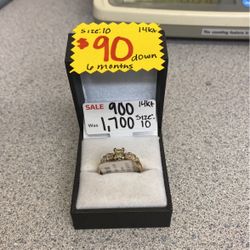 SIZE:10 14kt
$90
down
6 months
SALE 900 14kt
Was 1,700 SIZE:
10